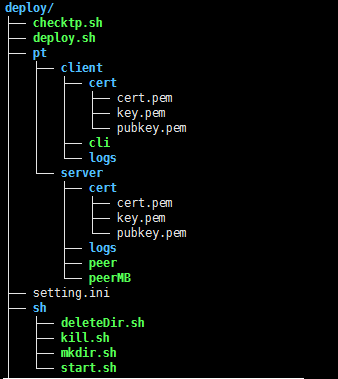 deploy/
├── checktp.sh
├── deploy.sh
├── pt
│   ├── client
│   │   ├── cert
│   │   │   ├── cert.pem
│   │   │   ├── key.pem
│   │   │   └── pubkey.pem
│   │   ├── cli
│   │   └── logs
│   └── server
│       ├── cert
│       │   ├── cert.pem
│       │   ├── key.pem
│       │   └── pubkey.pem
│       ├── logs
│       ├── peer
│       └── peerMB
├── setting.ini
├── sh
│   ├── deleteDir.sh
│   ├── kill.sh
│   ├── mkdir.sh
│   └── start.sh